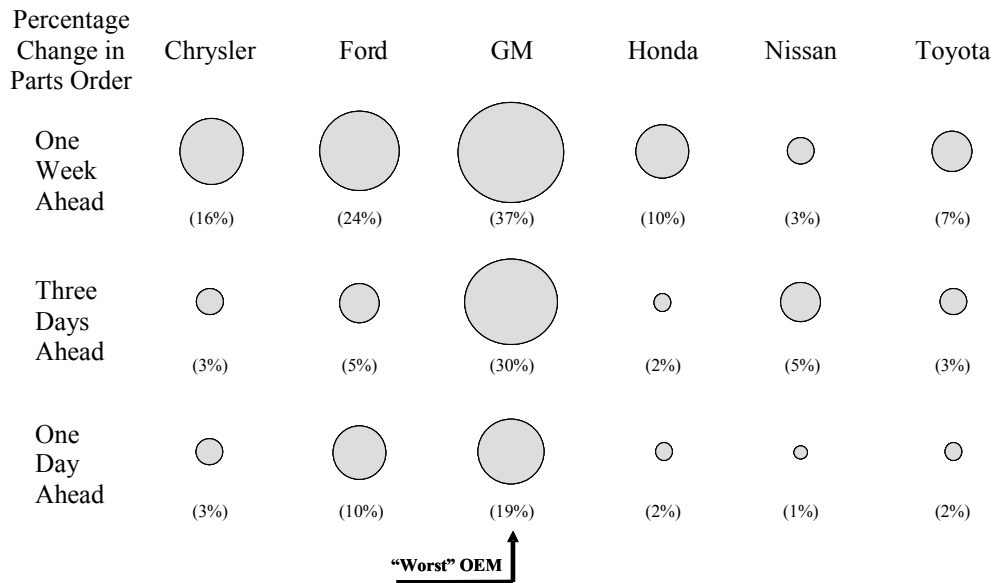 Percentage
Change in
Parts Order
Chrysler Ford GM Honda Nissan Toyota
One
Week
Ahead
(16%) (24%) (37%) (10%) (3%) (7%)
Three
Days
Ahead
(3%) (5%) (30%) (2%) (5%) (3%)
One
Day
Ahead
(3%) (10%) (19%) (2%) (1%) (2%)
“Worst” OEM